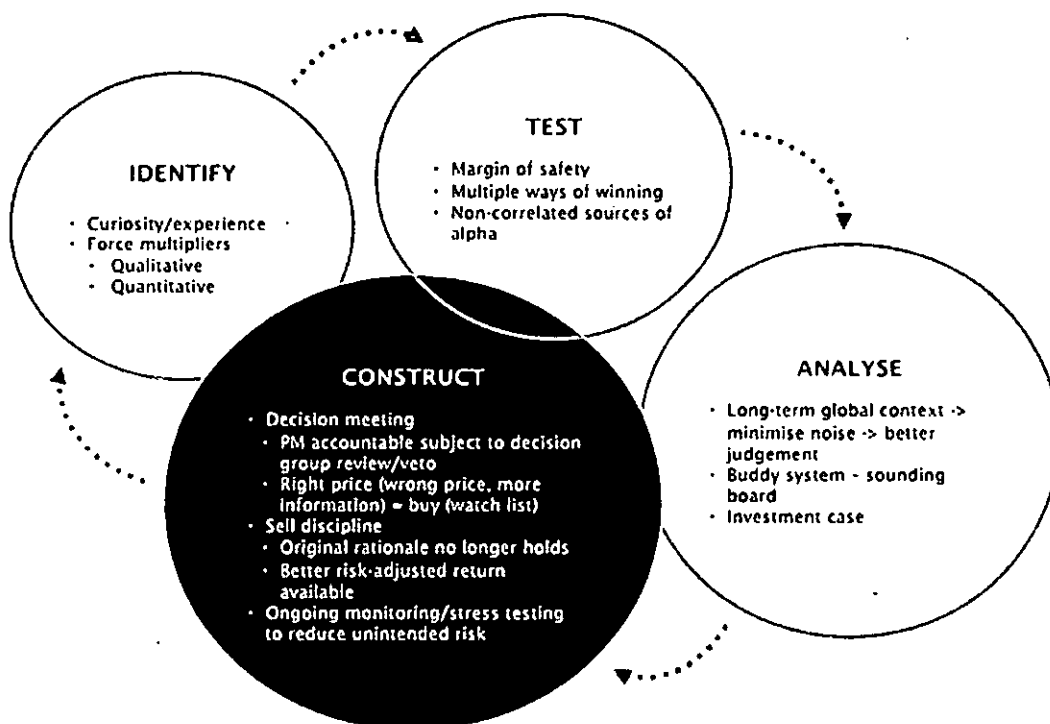 IDENTIFY
• Curiosity/experience
• Force multipliers
• Qualitative
• Quantitative
TEST
• Margin of safety
• Multiple ways of winning
• Non-correlated sources of
alpha
ANALYSE
• Long-term global context ->
minimise noise -> better
judgement
• Buddy system - sounding
board
• Investment case
CONSTRUCT
• Decision meeting
• PM accountable subject to decision
group review/veto
• Right price (wrong price, more
information) = buy (watch list)
• Sell discipline
• Original rationale no longer holds
• Better risk-adjusted return
available
• Ongoing monitoring/stress testing
to reduce unintended risk